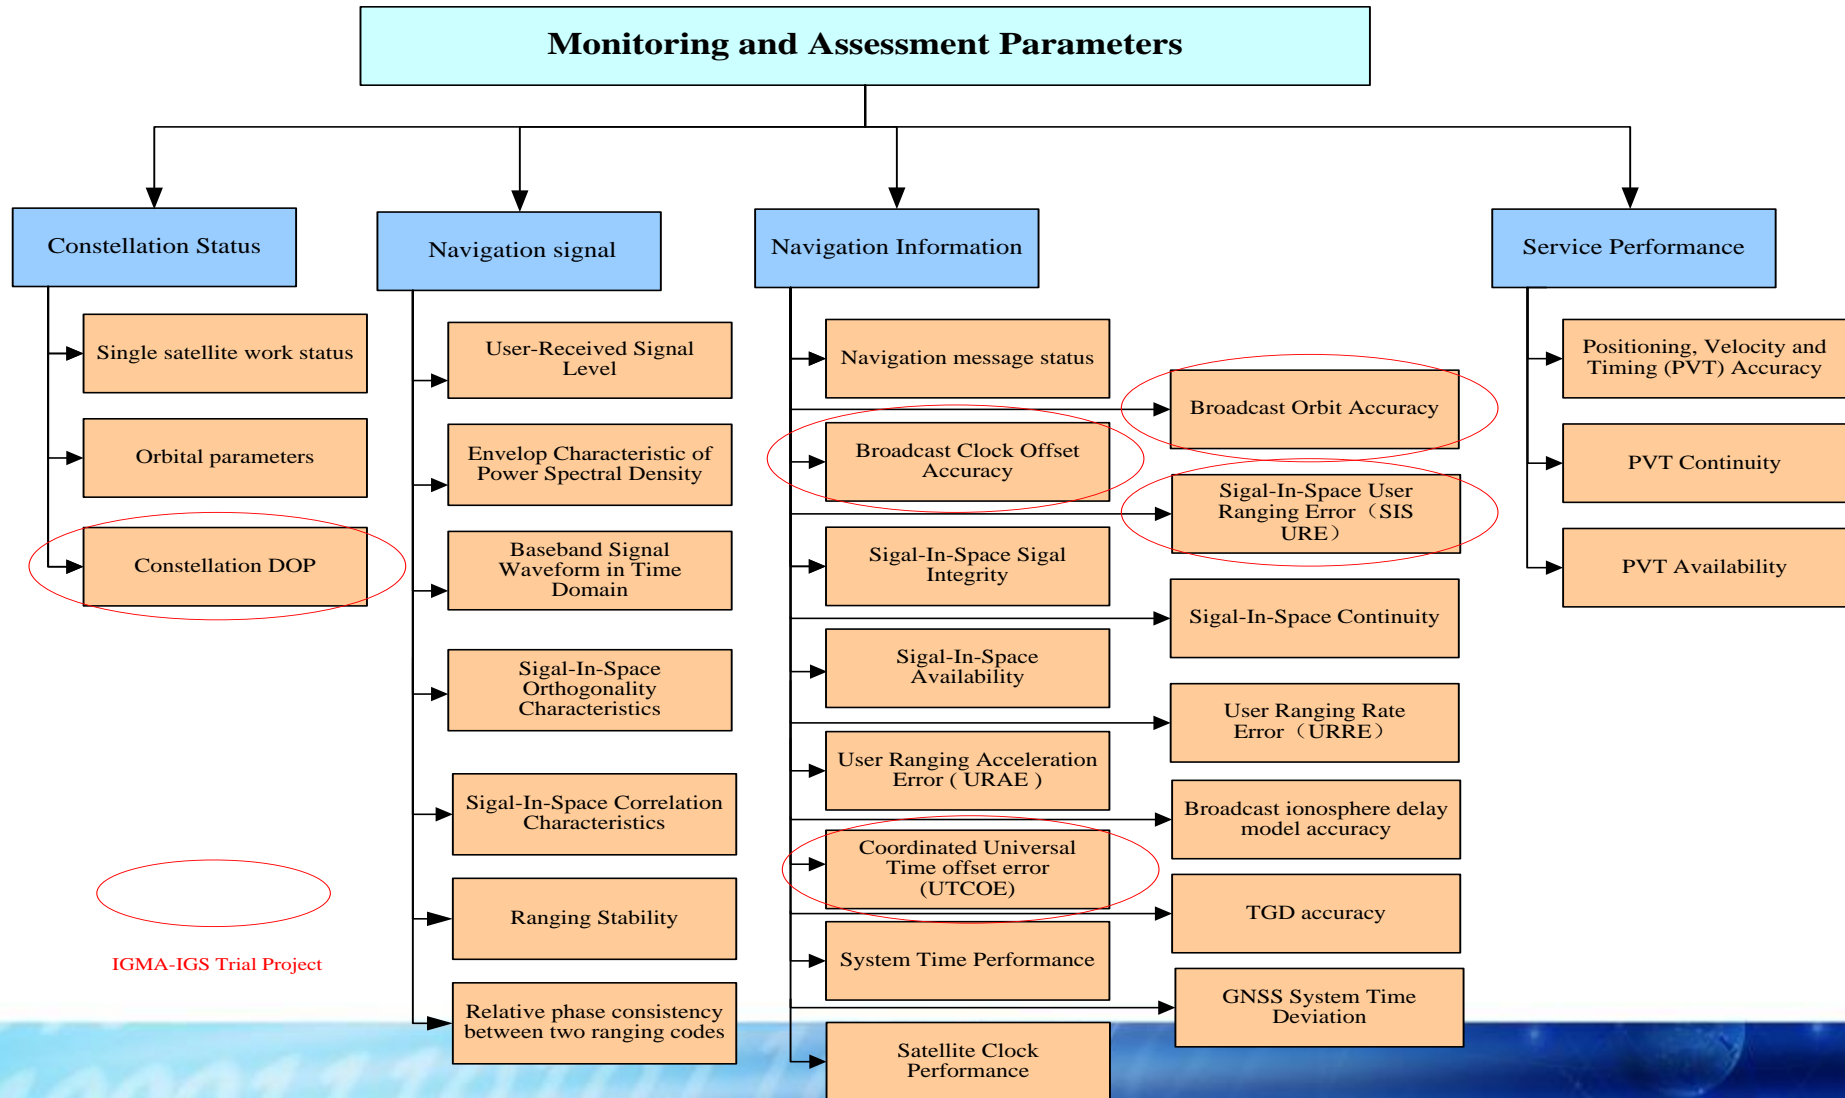 Monitoring and Assessment Parameters
Constellation Status
Single satellite work status
Orbital parameters
Constellation DOP
Navigation signal
User-Received Signal
Level
Envelop Characteristic of
Power Spectral Density
Baseband Signal
Waveform in Time
Domain
Sigal-In-Space
Orthogonality
Characteristics
Sigal-In-Space Correlation
Characteristics
Ranging Stability
Relative phase consistency
between two ranging codes
Navigation Information
Navigation message status
Broadcast Orbit Accuracy
Broadcast Clock Offset
Accuracy
Sigal-In-Space User
Ranging Error（SIS
URE）
Sigal-In-Space Sigal
Integrity
Sigal-In-Space Continuity
Sigal-In-Space
Availability
User Ranging Rate
Error（URRE）
User Ranging Acceleration
Error ( URAE )
Broadcast ionosphere delay
model accuracy
Coordinated Universal
Time offset error
(UTCOE)
TGD accuracy
System Time Performance
GNSS System Time
Deviation
Satellite Clock
Performance
Service Performance
Positioning, Velocity and
Timing (PVT) Accuracy
PVT Continuity
PVT Availability
IGMA-IGS Trial Project